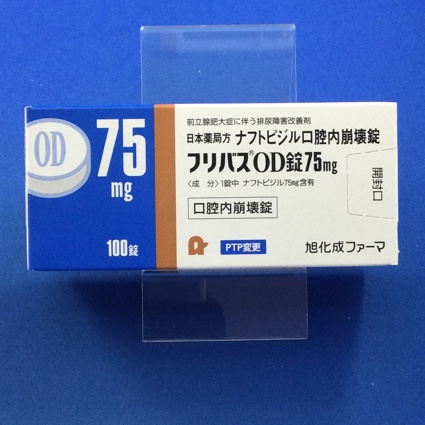 OD
75
mg
100錠
前立腺肥大症に伴う排尿障害改善剤
日本薬局方 ナフトピジル口腔内崩壊錠
フリバス®OD錠75mg
〈成 分〉1錠中 ナフトピジル75mg含有
口腔内崩壊錠
開封口
PTP変更
旭化成ファーマ